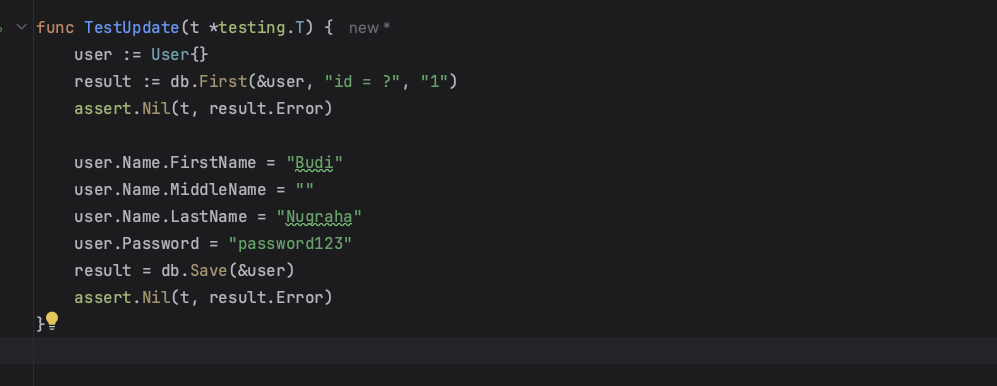 func TestUpdate(t *testing.T) { new *
user := User{}
result := db.First(&user, "id = ?", "1")
assert.Nil(t, result.Error)
user.Name.FirstName = "Budi"
user.Name.MiddleName = ""
user.Name.LastName = "Nugraha"
user.Password = "password123"
result = db.Save(&user)
assert.Nil(t, result.Error)
}